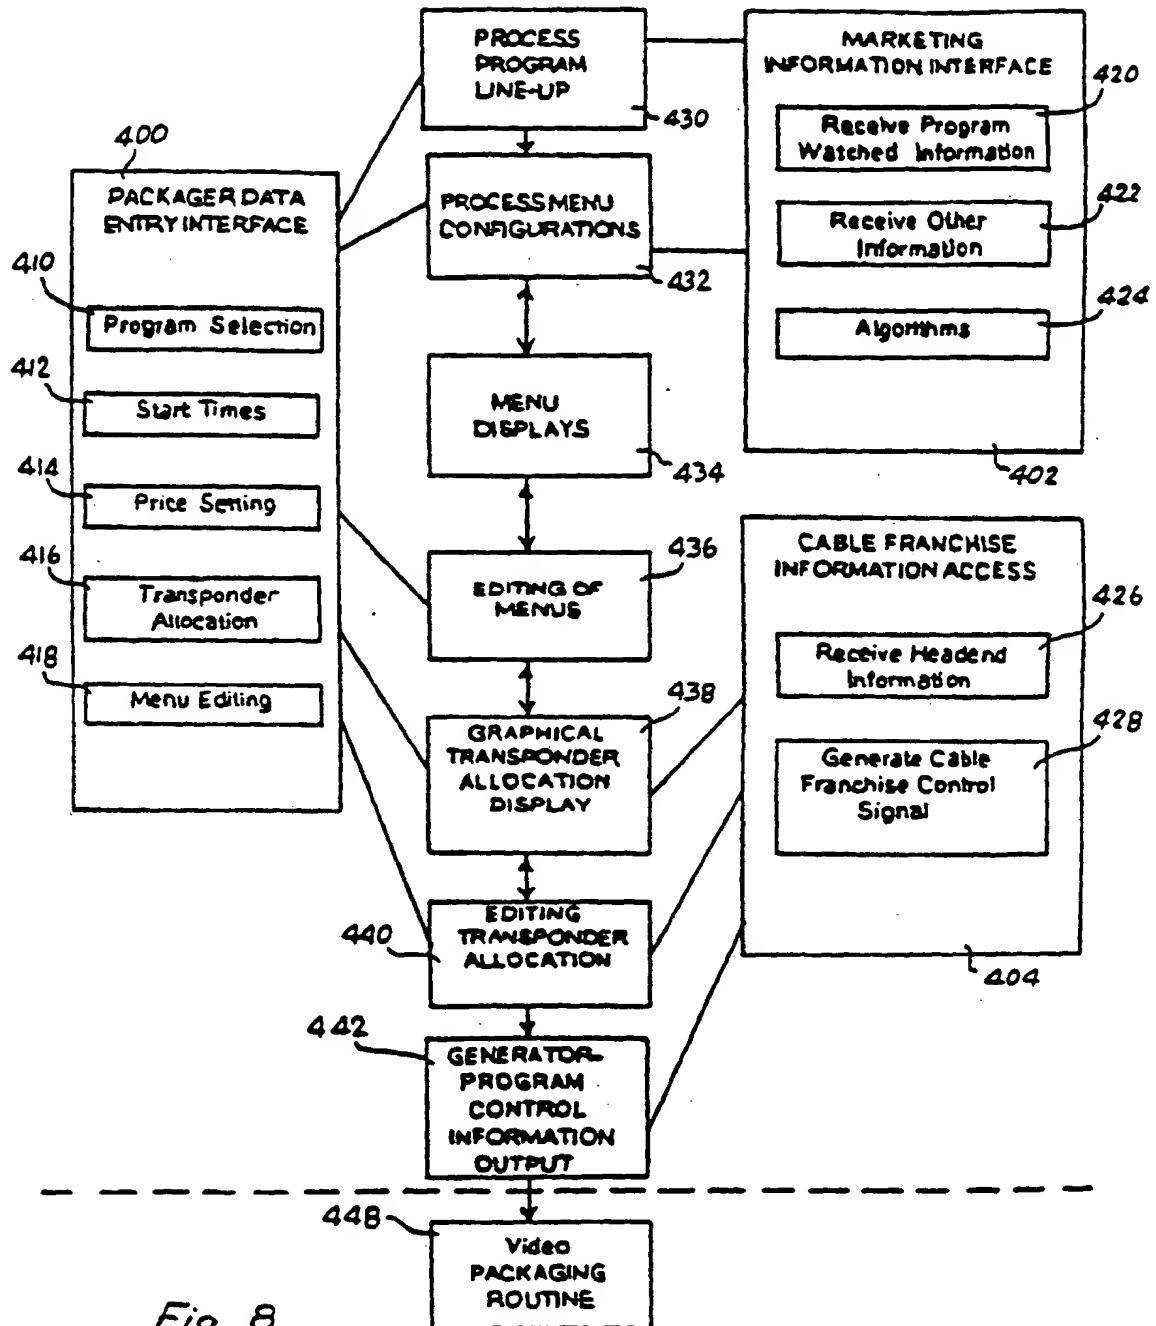 PROCESS
PROGRAM
LINE-UP
430
MARKETING
INFORMATION INTERFACE
420
Receive Program
Watched Information
422
Receive Other
Information
424
Algorithms
402
400
PACKAGER DATA
ENTRY INTERFACE
410
Program Selection
412
Start Times
414
Price Setting
416
Transponder
Allocation
418
Menu Editing
PROCESS MENU
CONFIGURATIONS
432
MENU
DISPLAYS
434
436
EDITING OF
MENUS
438
GRAPHICAL
TRANSPONDER
ALLOCATION
DISPLAY
CABLE FRANCHISE
INFORMATION ACCESS
426
Receive Headend
Information
428
Generate Cable
Franchise Control
Signal
404
440
EDITING
TRANSPONDER
ALLOCATION
442
GENERATOR-
PROGRAM
CONTROL
INFORMATION
OUTPUT
448
Video
PACKAGING
ROUTINE
Fig. 8